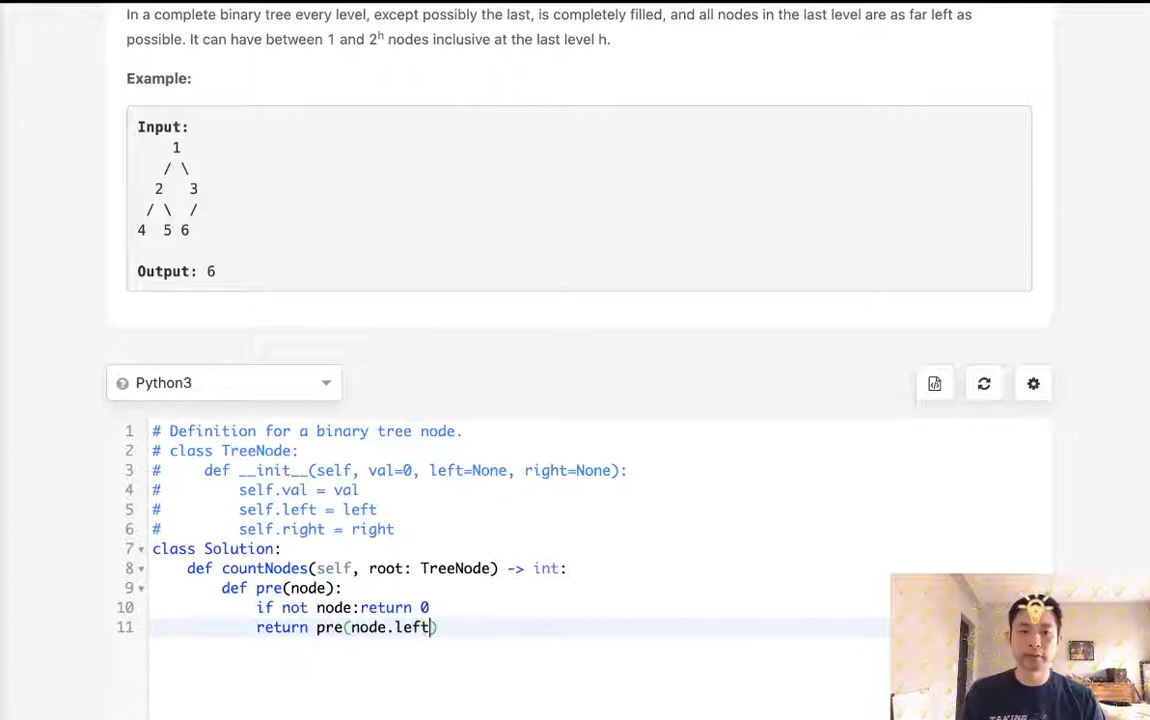 In a complete binary tree every level, except possibly the last, is completely filled, and all nodes in the last level are as far left as
possible. It can have between 1 and 2h nodes inclusive at the last level h.
Example:
Input:
1
/ \
2 3
/ \ /
4 5 6
Output: 6
Python3
1 # Definition for a binary tree node.
2 # class TreeNode:
3 #     def __init__(self, val=0, left=None, right=None):
4 #         self.val = val
5 #         self.left = left
6 #         self.right = right
7 class Solution:
8     def countNodes(self, root: TreeNode) -> int:
9         def pre(node):
10             if not node:return 0
11             return pre(node.left)
TAKING